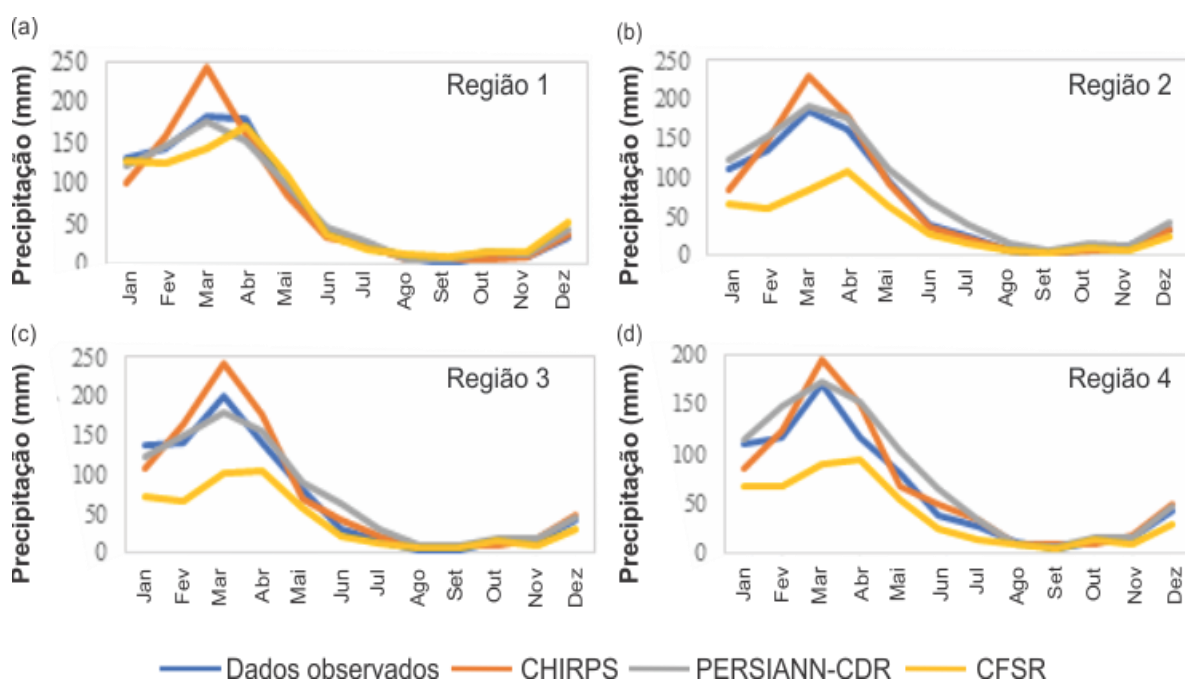 (a)
Precipitação (mm)
250
200
150
100
50
0
Região 1
Jan Fev Mar Abr Mai Jun Jul Ago Set Out Nov Dez
(b)
Precipitação (mm)
250
200
150
100
50
0
Região 2
Jan Fev Mar Abr Mai Jun Jul Ago Set Out Nov Dez
(c)
Precipitação (mm)
250
200
150
100
50
0
Região 3
Jan Fev Mar Abr Mai Jun Jul Ago Set Out Nov Dez
(d)
Precipitação (mm)
200
150
100
50
0
Região 4
Jan Fev Mar Abr Mai Jun Jul Ago Set Out Nov Dez
Dados observados CHIRPS PERSIANN-CDR CFSR